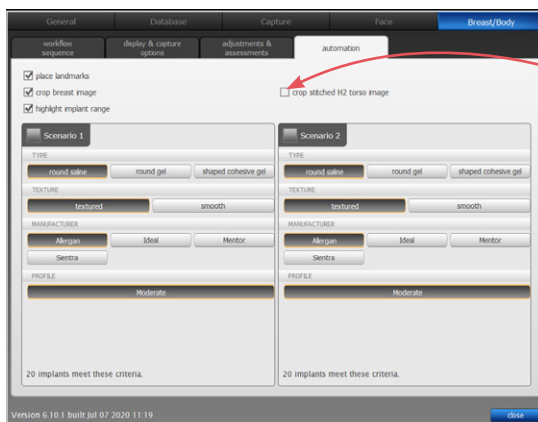 General Database Capture Face Breast/Body
workflow sequence display & capture options adjustments & assessments automation
place landmarks
crop breast image crop stitched H2 torso image
highlight implant range
Scenario 1 Scenario 2
TYPE TYPE
round saline round gel shaped cohesive gel round saline round gel shaped cohesive gel
TEXTURE TEXTURE
textured smooth textured smooth
MANUFACTURER MANUFACTURER
Allergan Ideal Mentor Allergan Ideal Mentor
Sientra Sientra
PROFILE PROFILE
Moderate Moderate
20 implants meet these criteria. 20 implants meet these criteria.
Version 6.10.1 built Jul 07 2020 11:19 close